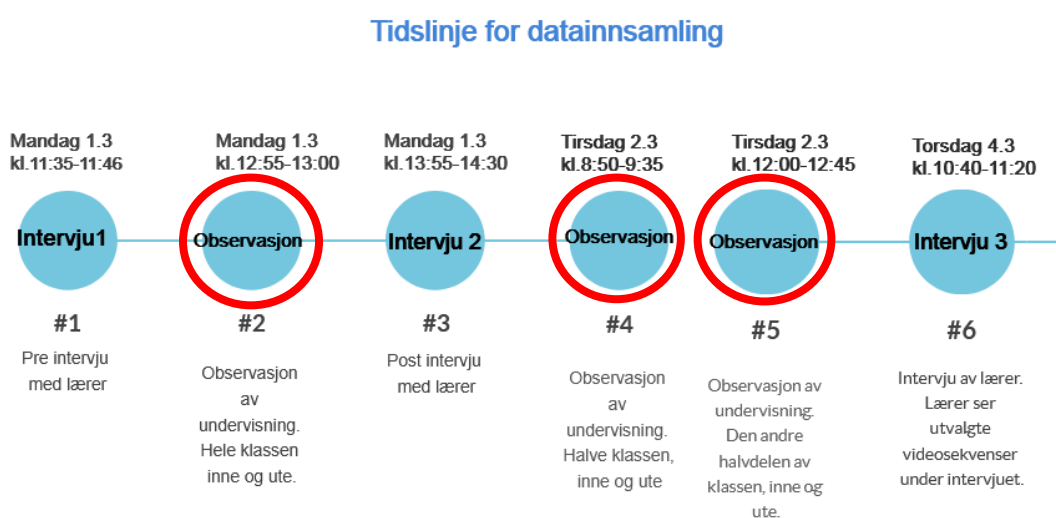 Tidslinje for datainnsamling
Mandag 1.3
kl.11:35-11:46
Intervju1
#1
Pre intervju
med lærer
Mandag 1.3
kl.12:55-13:00
Observasjon
#2
Observasjon
av
undervisning.
Hele klassen
inne og ute.
Mandag 1.3
kl.13:55-14:30
Intervju 2
#3
Post intervju
med lærer
Tirsdag 2.3
kl.8:50-9:35
Observasjon
#4
Observasjon
av
undervisning.
Halve klassen,
inne og ute
Tirsdag 2.3
kl.12:00-12:45
Observasjon
#5
Observasjon av
undervisning.
Den andre
halvdelen av
klassen, inne og
ute.
Torsdag 4.3
kl.10:40-11:20
Intervju 3
#6
Intervju av lærer.
Lærer ser
utvalgte
videosekvenser
under intervjuet.